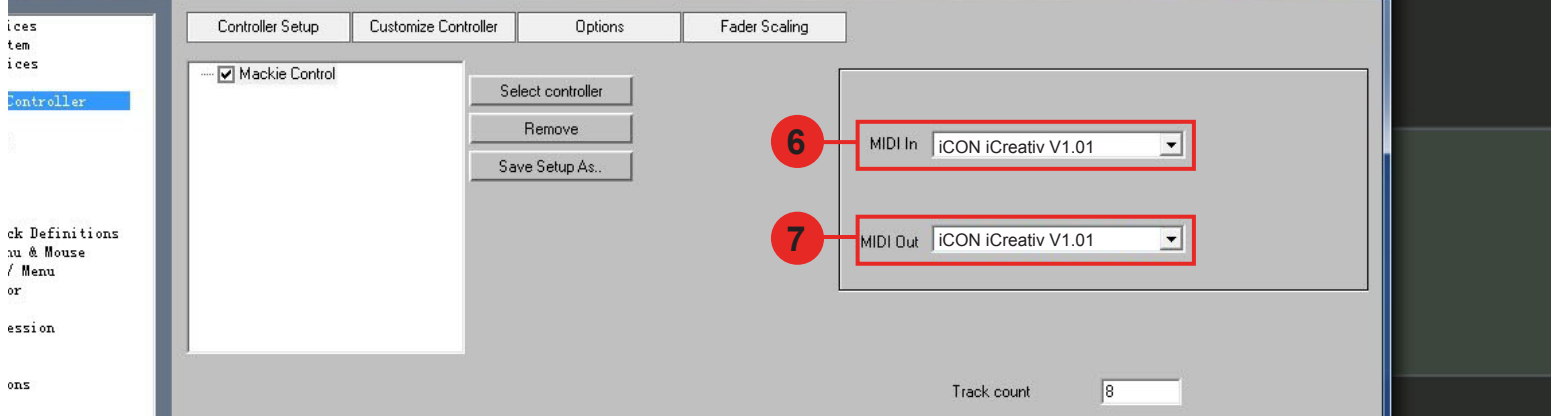 ices
tem
ices
Controller
ck Definitions
nu & Mouse
/ Menu
or
ession
ons
Controller Setup
Customize Controller
Options
Fader Scaling
Mackie Control
Select controller
Remove
Save Setup As..
6
MIDI In
iCON iCreativ V1.01
7
MIDI Out
iCON iCreativ V1.01
Track count
8